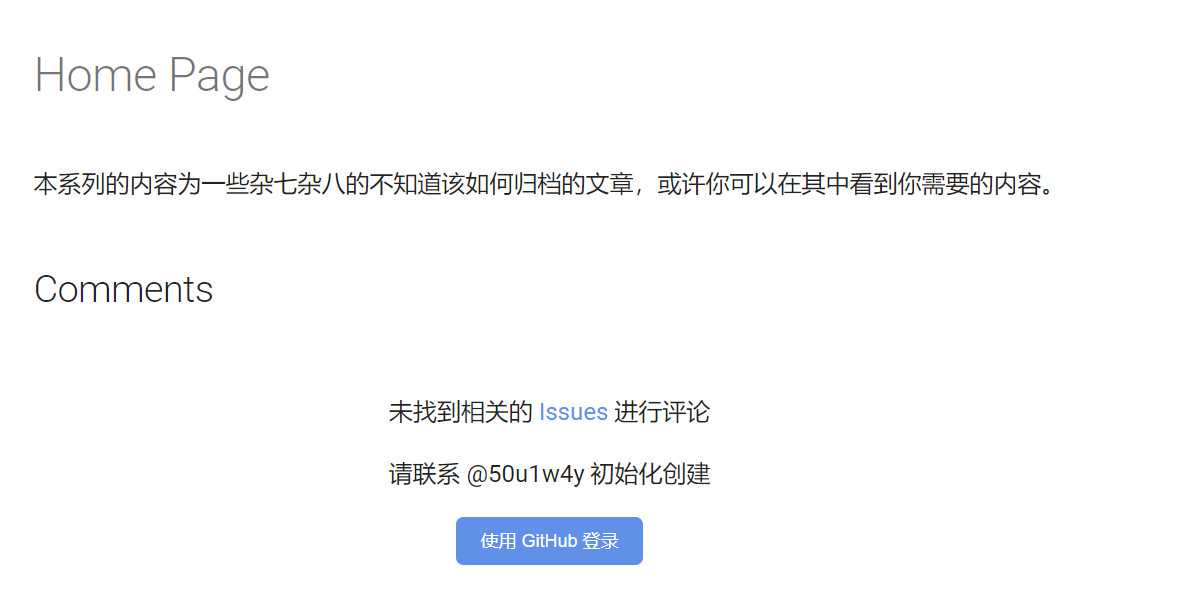 Home Page
本系列的内容为一些杂七杂八的不知道该如何归档的文章，或许你可以在其中看到你需要的内容。
Comments
未找到相关的 Issues 进行评论
请联系 @50u1w4y 初始化创建
使用 GitHub 登录